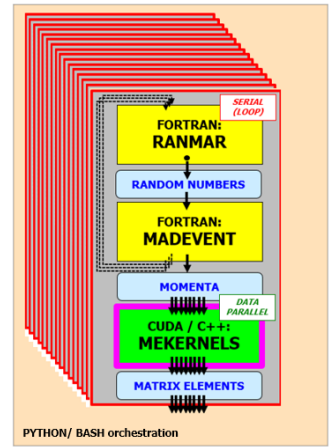 SERIAL
(LOOP)
FORTRAN:
RANMAR
RANDOM NUMBERS
FORTRAN:
MADEVENT
MOMENTA
DATA
PARALLEL
CUDA / C++:
MEKERNELS
MATRIX ELEMENTS
PYTHON/ BASH orchestration